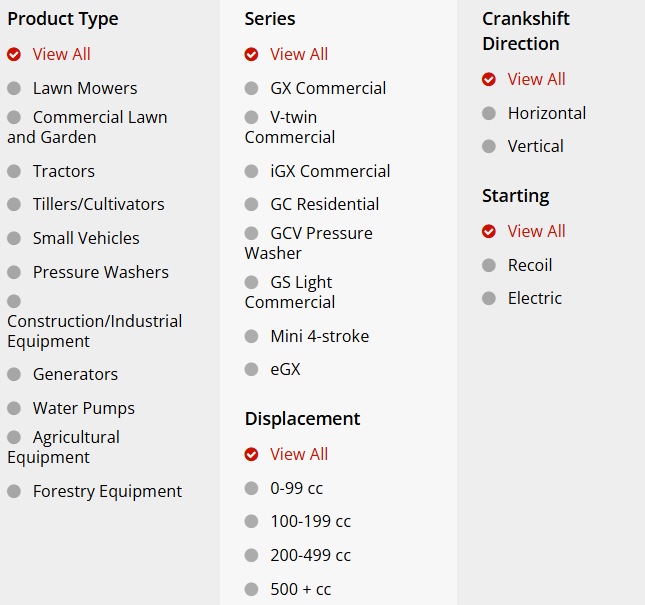 Product Type
View All
Lawn Mowers
Commercial Lawn
and Garden
Tractors
Tillers/Cultivators
Small Vehicles
Pressure Washers
Construction/Industrial
Equipment
Generators
Water Pumps
Agricultural
Equipment
Forestry Equipment
Series
View All
GX Commercial
V-twin
Commercial
iGX Commercial
GC Residential
GCV Pressure
Washer
GS Light
Commercial
Mini 4-stroke
eGX
Displacement
View All
0-99 cc
100-199 cc
200-499 cc
500 + cc
Crankshift
Direction
View All
Horizontal
Vertical
Starting
View All
Recoil
Electric